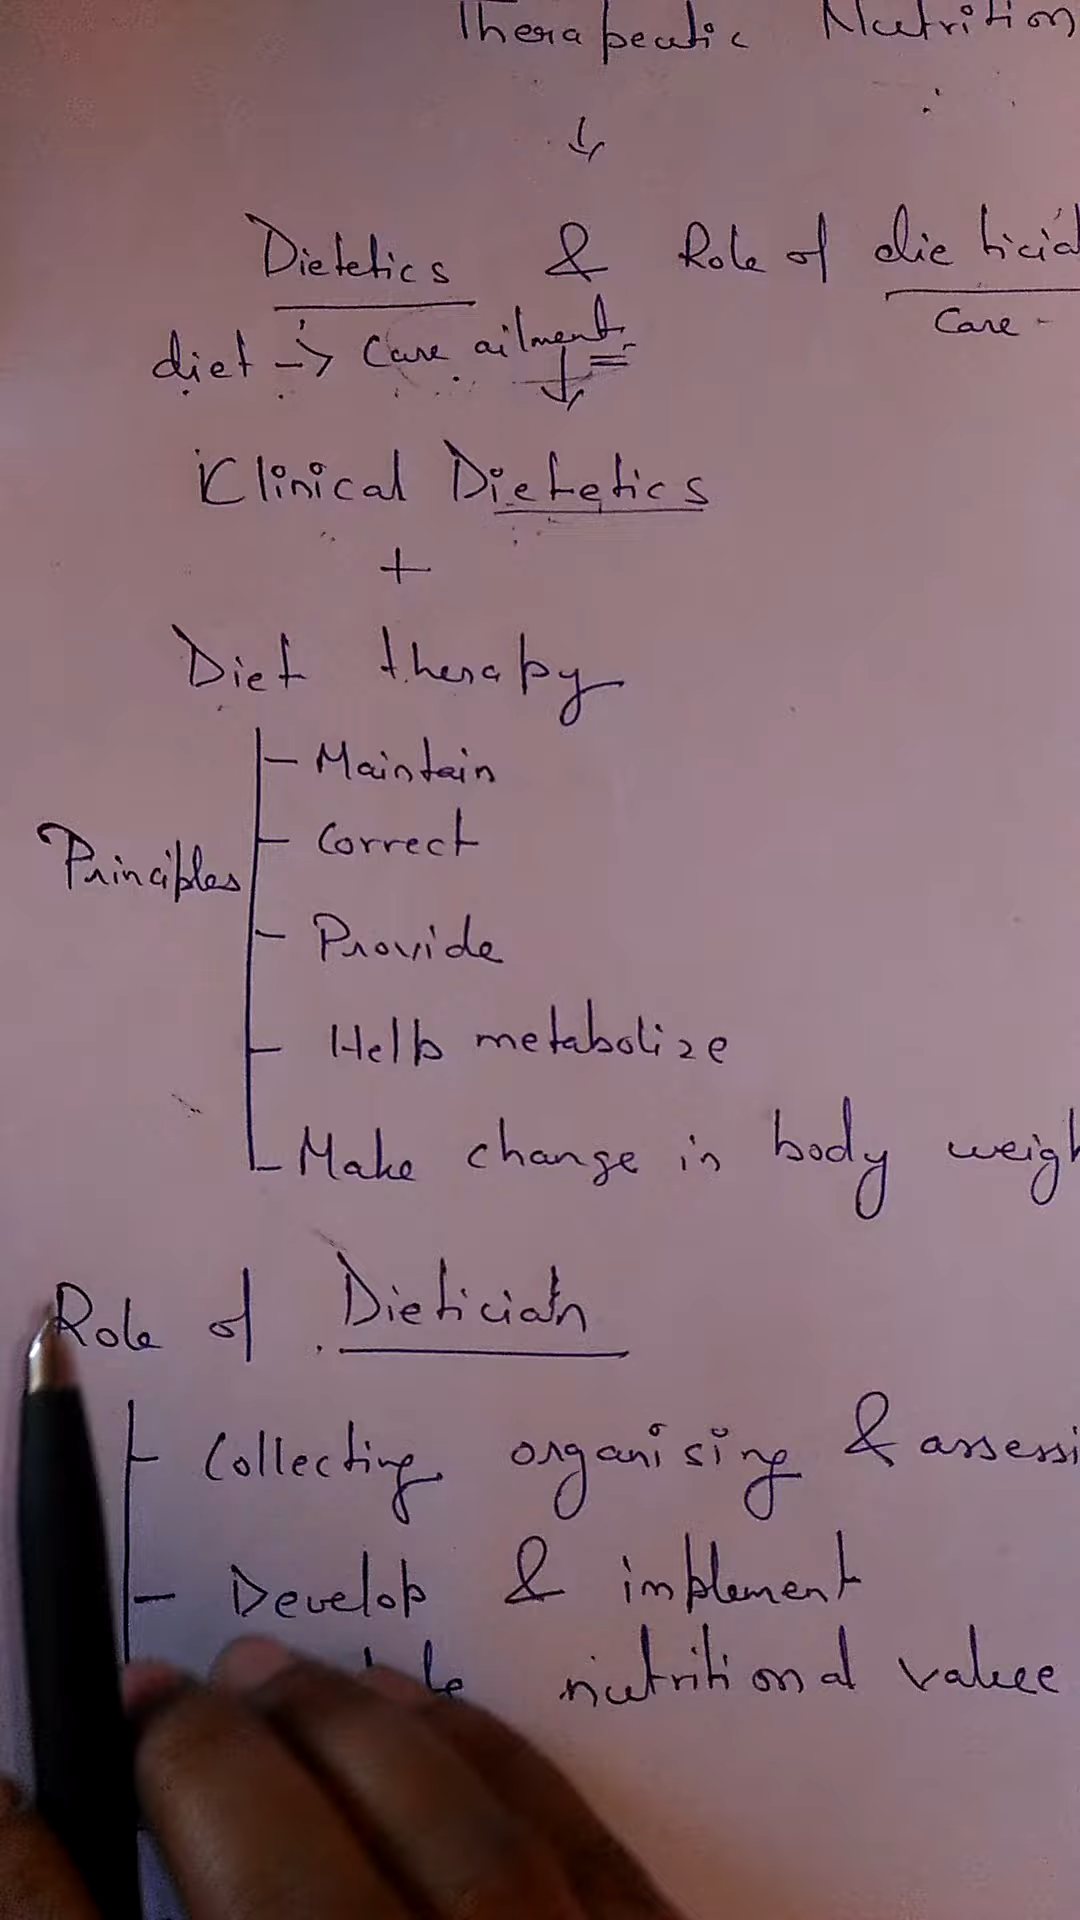 Therapeutic Nutrition
Dietetics & Role of
Care
diet -> Care ailment
Clinical Dietetics
+
Diet therapy
Principles
- Maintain
- Correct
- Provide
- Help metabolize
- Make change in body weigh
Role of Dietician
- Collecting organising & assessi
- Develop & implement
nutritional value